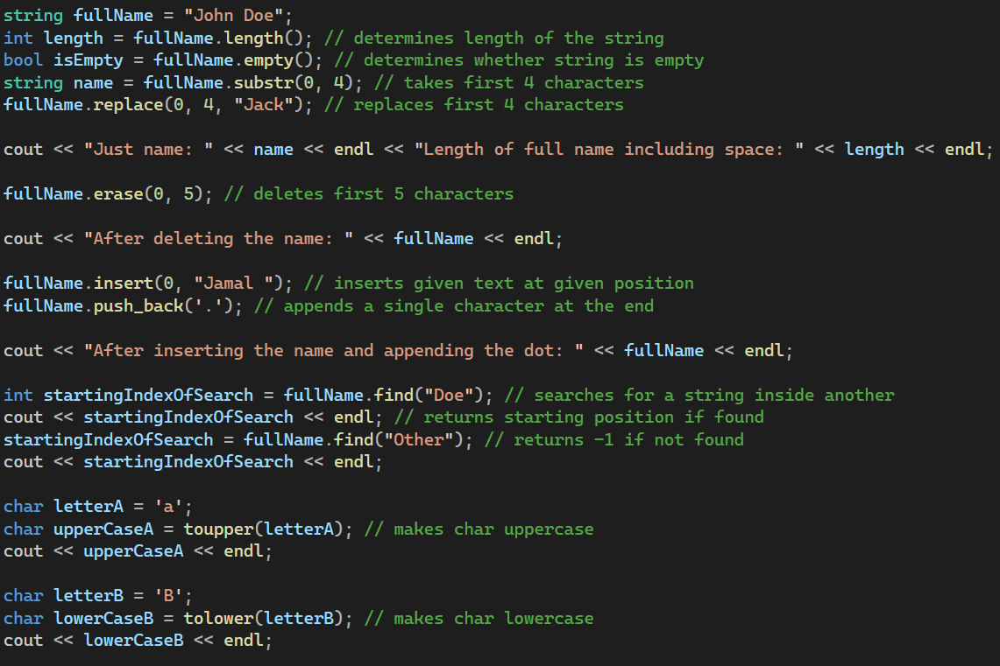 string fullName = "John Doe";
int length = fullName.length(); // determines length of the string
bool isEmpty = fullName.empty(); // determines whether string is empty
string name = fullName.substr(0, 4); // takes first 4 characters
fullName.replace(0, 4, "Jack"); // replaces first 4 characters
cout << "Just name: " << name << endl << "Length of full name including space: " << length << endl;
fullName.erase(0, 5); // deletes first 5 characters
cout << "After deleting the name: " << fullName << endl;
fullName.insert(0, "Jamal "); // inserts given text at given position
fullName.push_back('.'); // appends a single character at the end
cout << "After inserting the name and appending the dot: " << fullName << endl;
int startingIndexOfSearch = fullName.find("Doe"); // searches for a string inside another
cout << startingIndexOfSearch << endl; // returns starting position if found
startingIndexOfSearch = fullName.find("Other"); // returns -1 if not found
cout << startingIndexOfSearch << endl;
char letterA = 'a';
char upperCaseA = toupper(letterA); // makes char uppercase
cout << upperCaseA << endl;
char letterB = 'B';
char lowerCaseB = tolower(letterB); // makes char lowercase
cout << lowerCaseB << endl;